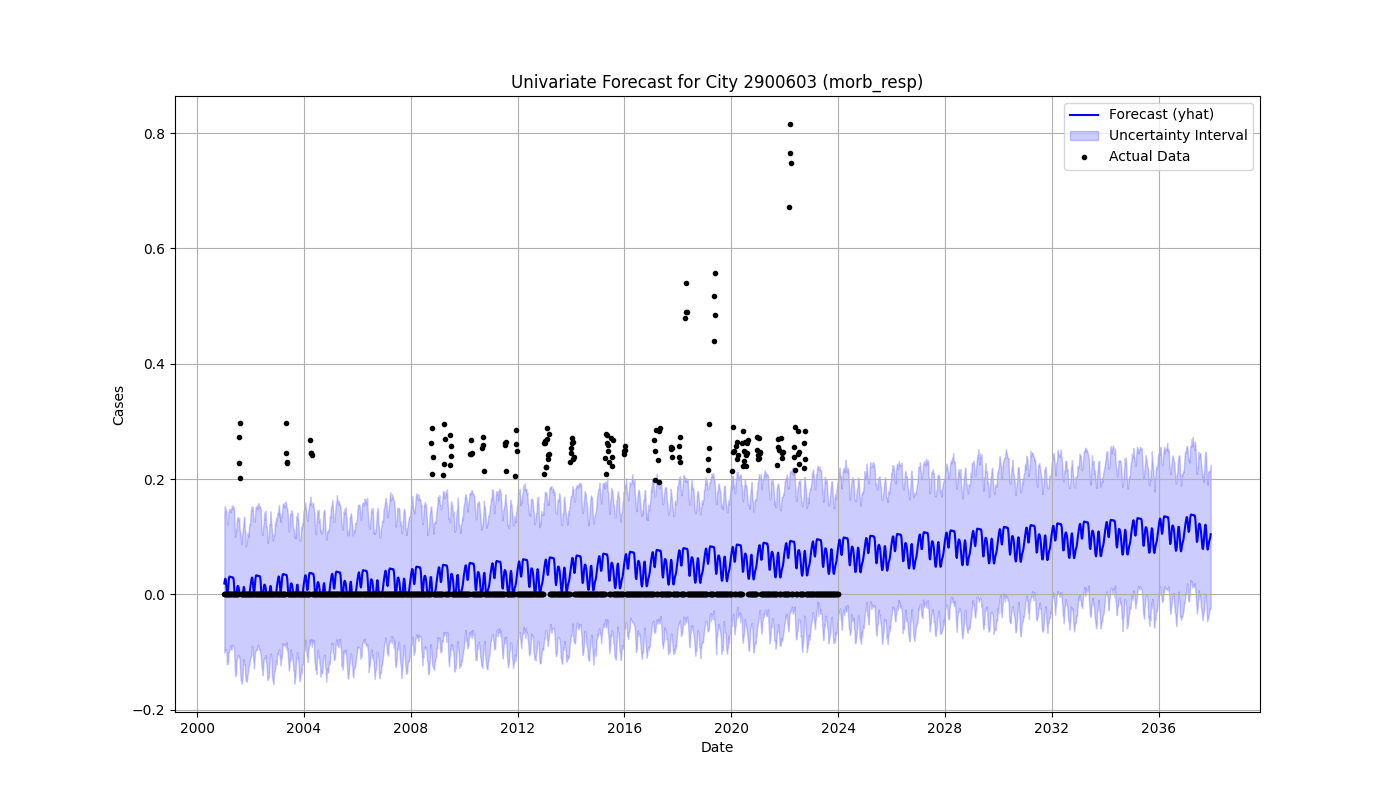 Univariate Forecast for City 2900603 (morb_resp)
Forecast (yhat)
Uncertainty Interval
Actual Data
Cases
0.8
0.6
0.4
0.2
0.0
−0.2
2000 2004 2008 2012 2016 2020 2024 2028 2032 2036
Date